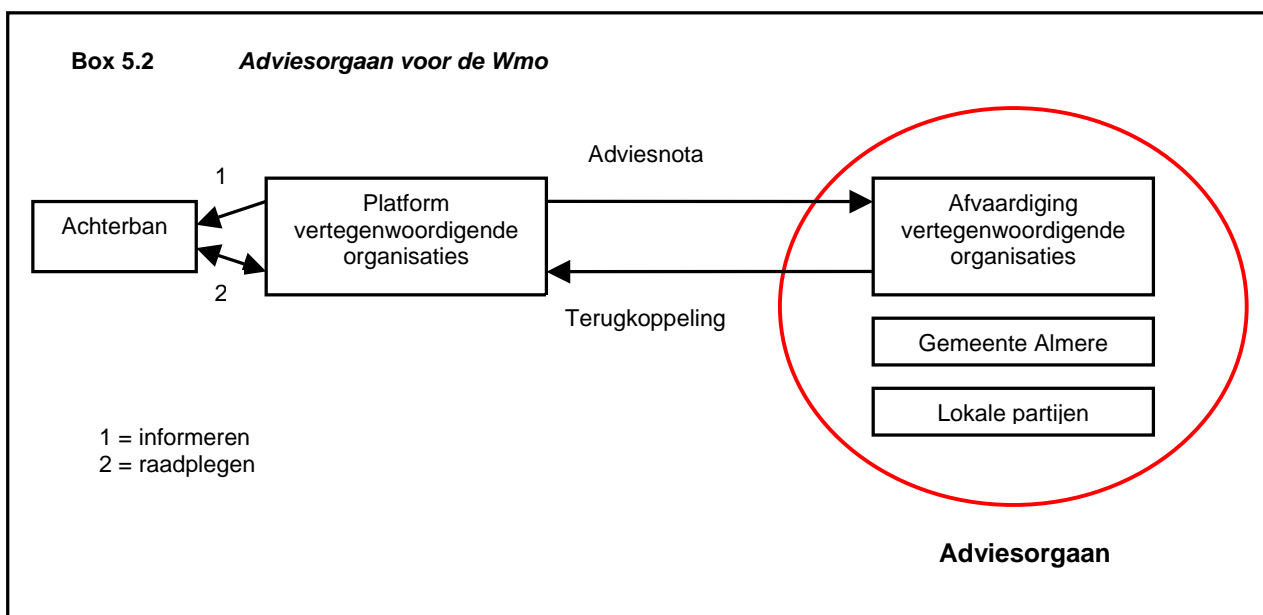 Box 5.2 Adviesorgaan voor de Wmo
Adviesnota
1
Achterban
Platform
vertegenwoordigende
organisaties
Afvaardiging
vertegenwoordigende
organisaties
2
Terugkoppeling
Gemeente Almere
Lokale partijen
1 = informeren
2 = raadplegen
Adviesorgaan